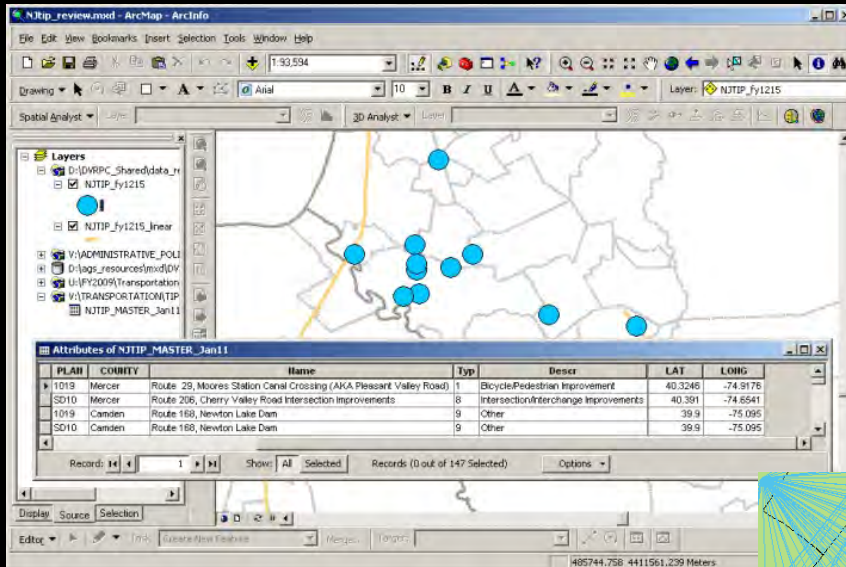 NJtip_review.mxd - ArcMap - ArcInfo
File Edit View Bookmarks Insert Selection Tools Window Help
1:93,594
Drawing Arial 10 B I U A Layer: NJTIP_fy1215
Spatial Analyst Layer: 3D Analyst Layer:
Layers
D:\DVRPC_Shared\data_re
NJTIP_fy1215
NJTIP_fy1215_linear
V:\ADMINISTRATIVE_POLI
D:\ags_resources\mxd\DV
U:\FY2009\Transportation
V:\TRANSPORTATION\TIP
NJTIP_MASTER_Jan11
Attributes of NJTIP_MASTER_Jan11
PLAN COUNTY Name Typ Descr LAT LONG
1019 Mercer Route 29, Moores Station Canal Crossing (AKA Pleasant Valley Road) 1 Bicycle/Pedestrian Improvement 40.3246 -74.9176
SD10 Mercer Route 206, Cherry Valley Road Intersection Improvements 8 Intersection/Interchange Improvements 40.391 -74.6541
1019 Camden Route 168, Newton Lake Dam 9 Other 39.9 -75.095
SD10 Camden Route 168, Newton Lake Dam 9 Other 39.9 -75.095
Record: 1 Show: All Selected Records (0 out of 147 Selected) Options
Display Source Selection
Editor Task: Create New Feature Merge... Target:
485744.758 4411561.239 Meters